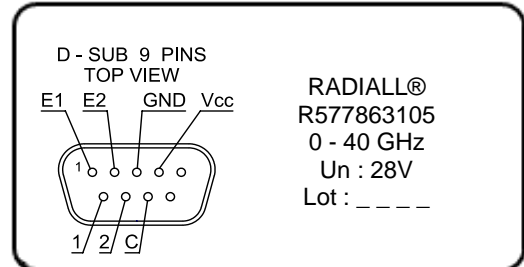 D - SUB 9 PINS
TOP VIEW
E1 E2 GND Vcc
1
1 2 C
RADIALL®
R577863105
0 - 40 GHz
Un : 28V
Lot : _ _ _ _